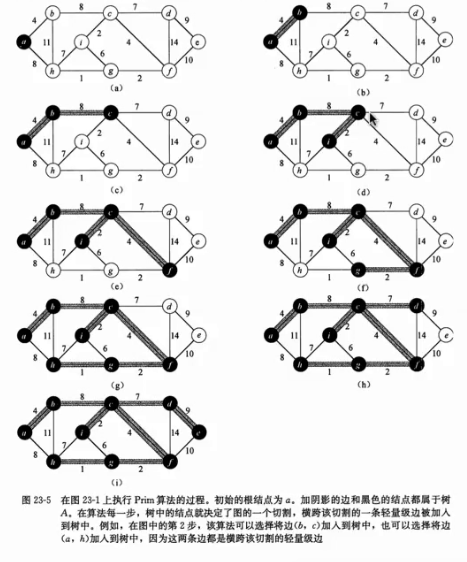 8 7
4 b c d 9
a 11 i 2 4 14 e
8 7 6 10
h g f
1 2
(a)
8 7
4 b c d 9
a 11 i 2 4 14 e
8 7 6 10
h g f
1 2
(b)
8 7
4 b c d 9
a 11 i 2 4 14 e
8 7 6 10
h g f
1 2
(c)
8 7
4 b c d 9
a 11 i 2 4 14 e
8 7 6 10
h g f
1 2
(d)
8 7
4 b c d 9
a 11 i 2 4 14 e
8 7 6 10
h g f
1 2
(e)
8 7
4 b c d 9
a 11 i 2 4 14 e
8 7 6 10
h g f
1 2
(f)
8 7
4 b c d 9
a 11 i 2 4 14 e
8 7 6 10
h g f
1 2
(g)
8 7
4 b c d 9
a 11 i 2 4 14 e
8 7 6 10
h g f
1 2
(h)
8 7
4 b c d 9
a 11 i 2 4 14 e
8 7 6 10
h g f
1 2
(i)
图 23-5 在图 23-1 上执行 Prim 算法的过程。初始的根结点为 a。加阴影的边和黑色的结点都属于树
A。在算法每一步，树中的结点就决定了图的一个切割，横跨该切割的一条轻量级边被加入
到树中。例如，在图中的第 2 步，该算法可以选择将边(b，c)加入到树中，也可以选择将边
(a，h)加入到树中，因为这两条边都是横跨该切割的轻量级边